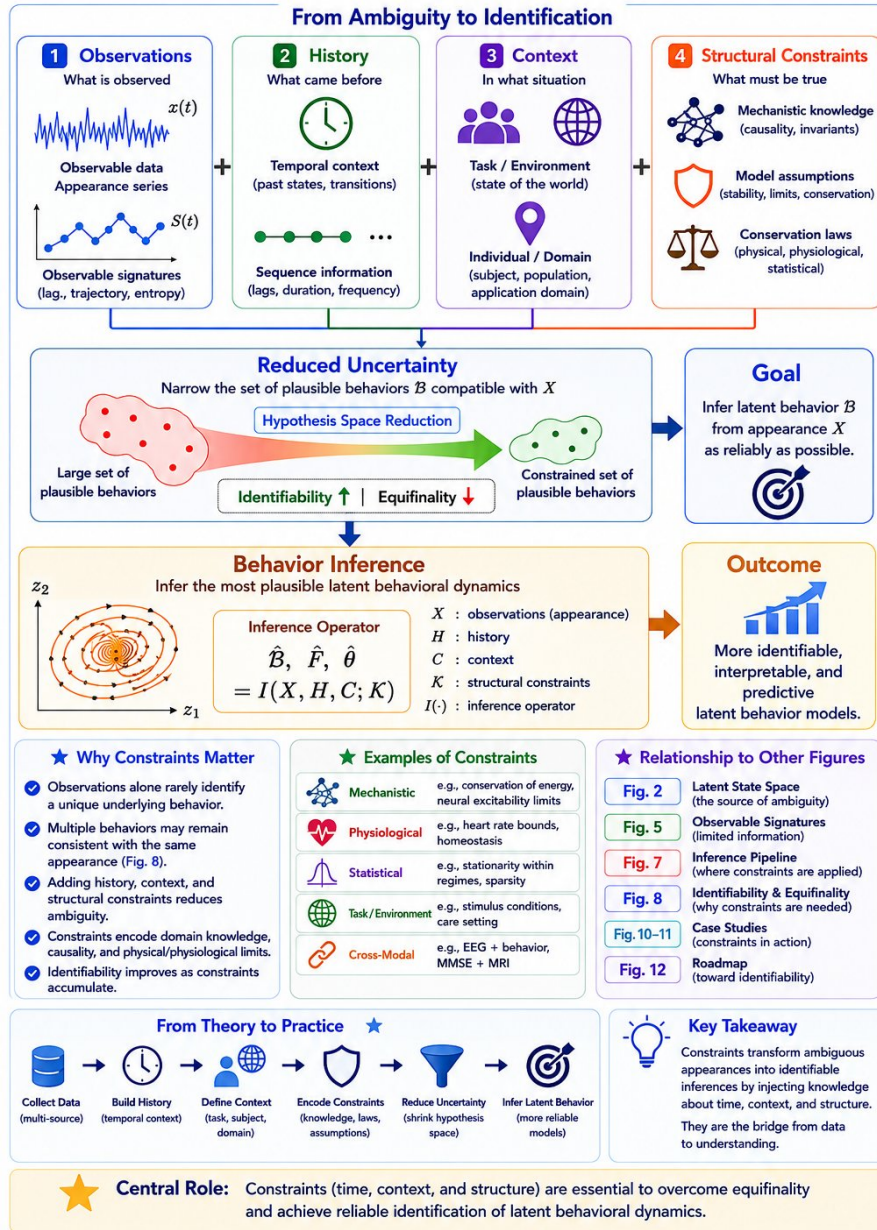 From Ambiguity to Identification
1 Observations
What is observed
x(t)
Observable data
Appearance series
S(t)
Observable signatures
(lag., trajectory, entropy)
+
2 History
What came before
Temporal context
(past states, transitions)
...
Sequence information
(lags, duration, frequency)
+
3 Context
In what situation
Task / Environment
(state of the world)
Individual / Domain
(subject, population,
application domain)
+
4 Structural Constraints
What must be true
Mechanistic knowledge
(causality, invariants)
Model assumptions
(stability, limits, conservation)
Conservation laws
(physical, physiological,
statistical)
Reduced Uncertainty
Narrow the set of plausible behaviors ℬ compatible with X
Hypothesis Space Reduction
Large set of
plausible behaviors
Constrained set of
plausible behaviors
Identifiability ↑ | Equifinality ↓
Goal
Infer latent behavior ℬ
from appearance X
as reliably as possible.
Behavior Inference
Infer the most plausible latent behavioral dynamics
z₂
z₁
Inference Operator
ℬ̂, F̂, θ̂
= I(X, H, C; 𝒦)
X : observations (appearance)
H : history
C : context
𝒦 : structural constraints
I(·) : inference operator
Outcome
More identifiable,
interpretable, and
predictive
latent behavior models.
★ Why Constraints Matter
Observations alone rarely identify
a unique underlying behavior.
Multiple behaviors may remain
consistent with the same
appearance (Fig. 8).
Adding history, context, and
structural constraints reduces
ambiguity.
Constraints encode domain knowledge,
causality, and physical/physiological limits.
Identifiability improves as constraints
accumulate.
★ Examples of Constraints
Mechanistic e.g., conservation of energy,
neural excitability limits
Physiological e.g., heart rate bounds,
homeostasis
Statistical e.g., stationarity within
regimes, sparsity
Task / Environment e.g., stimulus conditions,
care setting
Cross-Modal e.g., EEG + behavior,
MMSE + MRI
★ Relationship to Other Figures
Fig. 2 Latent State Space
(the source of ambiguity)
Fig. 5 Observable Signatures
(limited information)
Fig. 7 Inference Pipeline
(where constraints are applied)
Fig. 8 Identifiability & Equifinality
(why constraints are needed)
Fig. 10–11 Case Studies
(constraints in action)
Fig. 12 Roadmap
(toward identifiability)
From Theory to Practice ★
Collect Data
(multi-source)
Build History
(temporal context)
Define Context
(task, subject,
domain)
Encode Constraints
(knowledge, laws,
assumptions)
Reduce Uncertainty
(shrink hypothesis
space)
Infer Latent Behavior
(more reliable
models)
Key Takeaway
Constraints transform ambiguous
appearances into identifiable
inferences by injecting knowledge
about time, context, and structure.
They are the bridge from data
to understanding.
Central Role: Constraints (time, context, and structure) are essential to overcome equifinality
and achieve reliable identification of latent behavioral dynamics.